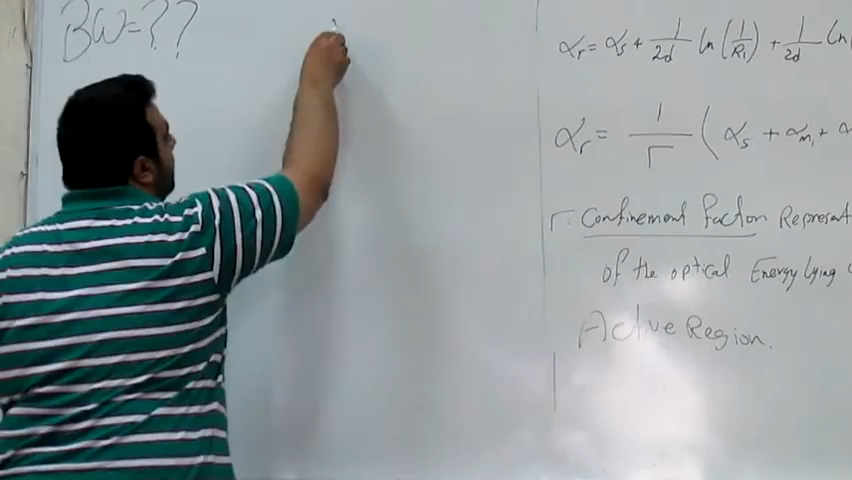 BW=??
αᵣ = αₛ + 1/2d ln(1/R₁) + 1/2d ln
αᵣ = 1/Γ (αₛ + αₘ₁ + α
Γ: Confinement Factor Represent
of the optical Energy lying
Active Region.